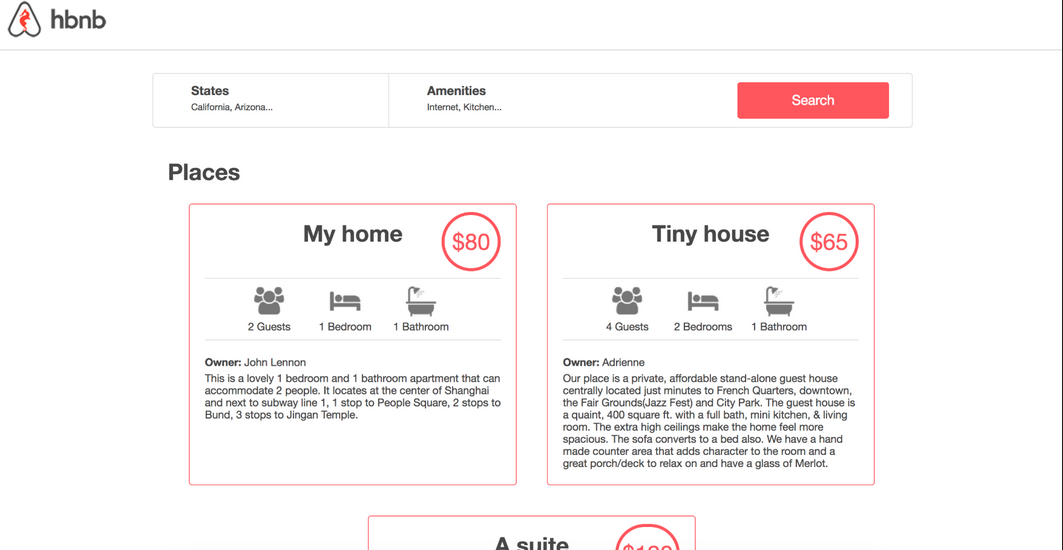 hbnb
States
California, Arizona...
Amenities
Internet, Kitchen...
Search
Places
My home
$80
2 Guests
1 Bedroom
1 Bathroom
Owner: John Lennon
This is a lovely 1 bedroom and 1 bathroom apartment that can
accommodate 2 people. It locates at the center of Shanghai
and next to subway line 1, 1 stop to People Square, 2 stops to
Bund, 3 stops to Jingan Temple.
Tiny house
$65
4 Guests
2 Bedrooms
1 Bathroom
Owner: Adrienne
Our place is a private, affordable stand-alone guest house
centrally located just minutes to French Quarters, downtown,
the Fair Grounds(Jazz Fest) and City Park. The guest house is
a quaint, 400 square ft. with a full bath, mini kitchen, & living
room. The extra high ceilings make the home feel more
spacious. The sofa converts to a bed also. We have a hand
made counter area that adds character to the room and a
great porch/deck to relax on and have a glass of Merlot.
A suite